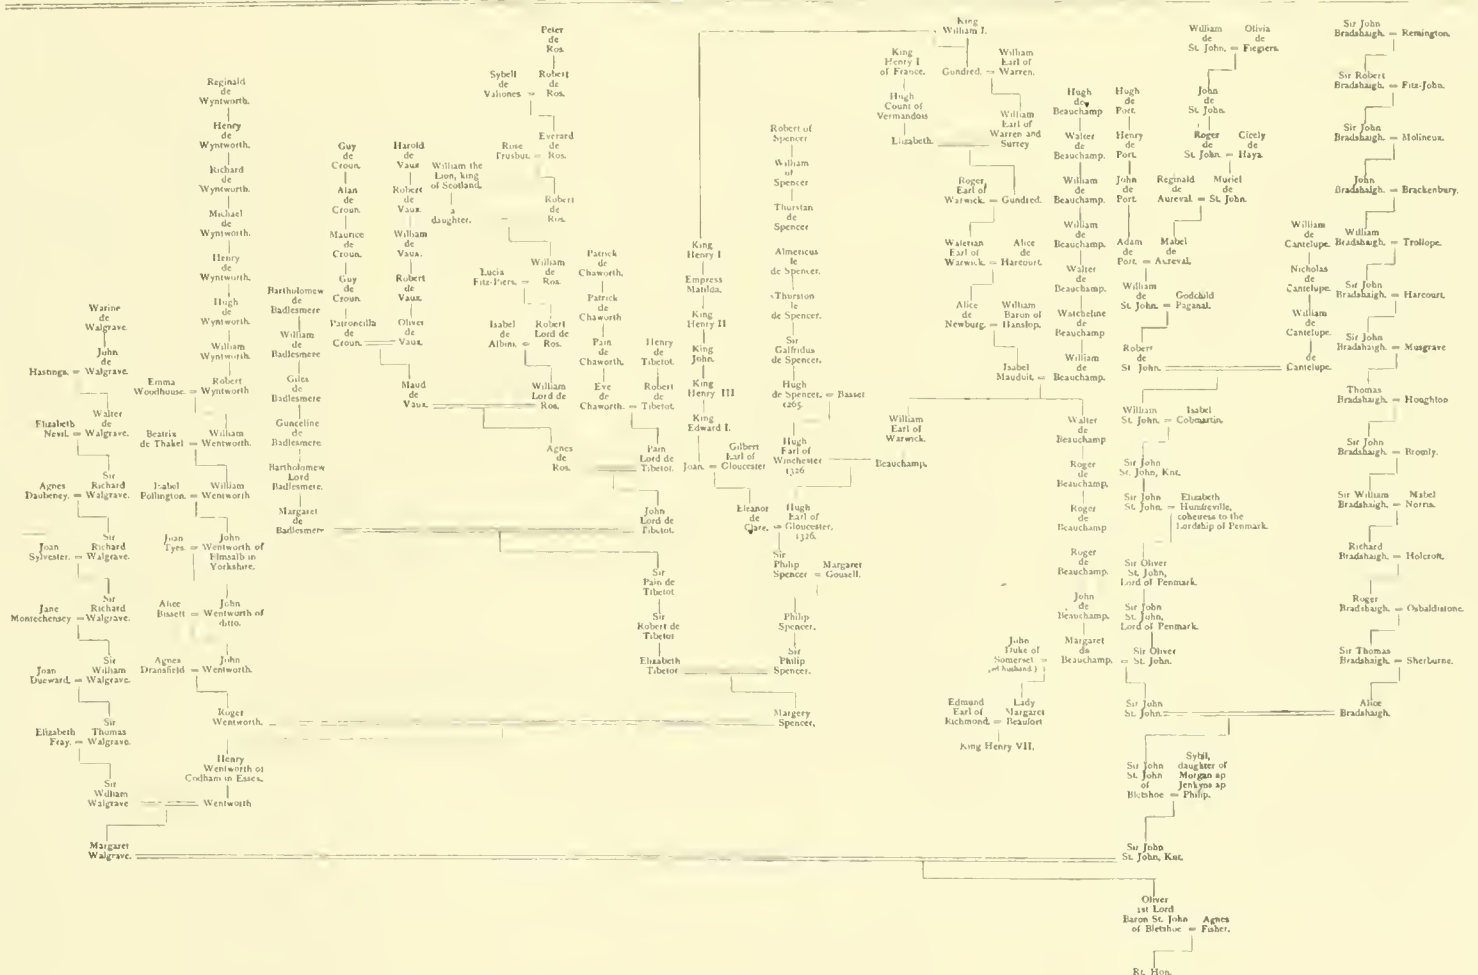 Warine
de
Walgrave.
John
de
Hastings. = Walgrave.
Walter
Elizabeth de
Nevil. = Walgrave.
Sir
Agnes Richard
Daubeney. = Walgrave.
Sir
Joan Richard
Sylvester. = Walgrave.
Sir
Jane Richard
Montechensey = Walgrave.
Sir
Joan William
Dueward. = Walgrave.
Sir
Elizabeth Thomas
Fray. = Walgrave.
Sir
William
Walgrave = Wentworth
Margaret
Walgrave.
Reginald
de
Wyntworth.
Henry
de
Wyntworth.
Richard
de
Wyntworth.
Michael
de
Wyntworth.
Henry
de
Wyntworth.
Hugh
de
Wyntworth.
William
Wyntworth.
Emma Robert
Woodhouse. = Wyntworth
Beatrix William
de Thakel = Wentworth.
Isabel William
Pollington. = Wentworth
Joan John
Tyes. = Wentworth of
Elmsalb in
Yorkshire.
Alice John
Bissett = Wentworth of
ditto.
Agnes John
Dransfield = Wentworth.
Roger
Wentworth.
Henry
Wentworth of
Codham in Essex.
Bartholomew
de
Badlesmere
William
de
Badlesmere
Giles
de
Badlesmere
Gunceline
de
Badlesmere
Bartholomew
Lord
Badlesmere.
Margaret
de
Badlesmere
Guy
de
Croun.
Alan
de
Croun.
Maurice
de
Croun.
Guy
de
Croun.
Patroncilla
de
Croun.
Harold
de
Vaux
Robert
de
Vaux.
William
de
Vaux.
Robert
de
Vaux.
Oliver
de
Vaux.
Maud
de
Vaux.
William the
Lion, king
of Scotland.
a
daughter.
Peter
de
Ros.
Sybell Robert
de de
Valiones = Ros.
Everard
Rose de
Trusbut. = Ros.
Robert
de
Ros.
William
Lucia de
Fitz-Piers. = Ros.
Isabel Robert
de Lord de
Albini. = Ros.
William
Lord de
Ros.
Agnes
de
Ros.
Patrick
de
Chaworth.
Patrick
de
Chaworth
Pain
de
Chaworth.
Eve
de
Chaworth. = Tibetot.
Henry
de
Tibetot.
Robert
de
Pain
Lord de
Tibetot.
John
Lord de
Tibetot.
Sir
Pain de
Tibetot
Sir
Robert de
Tibetot
Elizabeth
Tibetot
King
William I.
King
Henry I
Empress
Matilda.
King
Henry II
King
John.
King
Henry III
King
Edward I.
Gilbert
Earl of
Joan. = Gloucester
Eleanor Hugh
de Earl of
Clare. = Gloucester,
1326.
Robert of
Spencer
William
of
Spencer
Thurstan
de
Spencer
Almericus
le
de Spencer.
Thurston
le
de Spencer.
Sir
Galfridus
de Spencer.
Hugh
de Spencer. = Basset
1265.
Hugh
Earl of
Winchester
1326
Sir
Philip Margaret
Spencer = Gousell.
Philip
Spencer.
Sir
Philip
Spencer.
Margery
Spencer.
King
Henry I
of France.
Hugh
Count of
Vermandois
Elizabeth.
William
Earl of
Gundred. = Warren.
William
Earl of
Warren and
Surrey
Roger,
Earl of
Warwick. = Gundred.
Walerian Alice
Earl of de
Warwick. = Harcourt.
Alice William
de Baron of
Newburg. = Hanslop.
Isabel
Mauduit. = Beauchamp.
William
Earl of
Warwick.
Beauchamp.
Hugh
de
Beauchamp
Walter
de
Beauchamp.
William
de
Beauchamp.
William
de
Beauchamp.
Walter
de
Beauchamp.
Watcheline
de
Beauchamp
William
de
Walter
de
Beauchamp
Roger
de
Beauchamp.
Roger
de
Beauchamp
Roger
de
Beauchamp.
John
de
Beauchamp.
John Margaret
Duke of de
Somerset = Beauchamp. = St. John.
Edmund Lady
Earl of Margaret
Richmond. = Beaufort
King Henry VII.
Hugh
de
Port.
Henry
de
Port.
John
de
Port.
Adam Mabel
de de
Port. = Aureval.
William
de
St. John.
Olivia
de
Fiegiers.
John
de
St. John.
Roger Cicely
de de
St. John. = Haya.
Reginald Muriel
de de
Aureval. = St. John.
William
de Godchild
St. John. = Paganal.
Robert
de
St. John.
William Isabel
St. John. = Cobmartin.
Sir John
St. John, Knt.
Sir John Elizabeth
St. John. = Humfreville,
coheiress to the
Lordship of Penmark.
Sir Oliver
St. John,
Lord of Penmark.
Sir John
St. John,
Lord of Penmark.
Sir Oliver
Sir John
St. John.
Sir John
St. John
of
Bletshoe = Philip.
Sybil,
daughter of
Morgan ap
Jenkyns ap
Sir John
St. John, Knt.
Oliver
1st Lord
Baron St. John Agnes
of Bletshoe = Fisher.
Rt. Hon.
William
de
Cantelupe.
Nicholas
de
Cantelupe.
William
de
Cantelupe.
de
Cantelupe.
Sir John
Bradshaigh. = Remington.
Sir Robert
Bradshaigh. = Fitz-John.
Sir John
Bradshaigh. = Molineux.
John
Bradshaigh. = Brackenbury.
William
Bradshaigh. = Trollope.
Sir John
Bradshaigh. = Harcourt.
Sir John
Bradshaigh. = Musgrave
Thomas
Bradshaigh. = Houghton
Sir John
Bradshaigh. = Bromly.
Sir William Mabel
Bradshaigh. = Norris.
Richard
Bradshaigh. = Holcroft.
Roger
Bradshaigh. = Osbaldistone.
Sir Thomas
Bradshaigh. = Sherburne.
Alice
Bradshaigh.